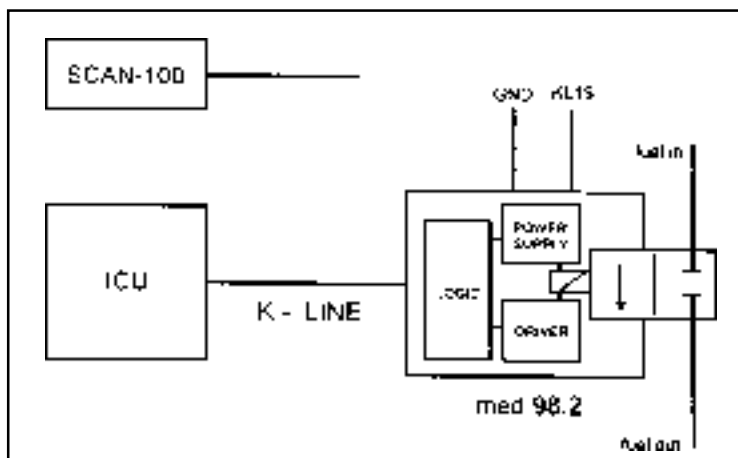 SCAN-100
GND KL15
fuel in
POWER
SUPPLY
ICU
LOGIC
K - LINE
DRIVER
med 98.2
fuel out